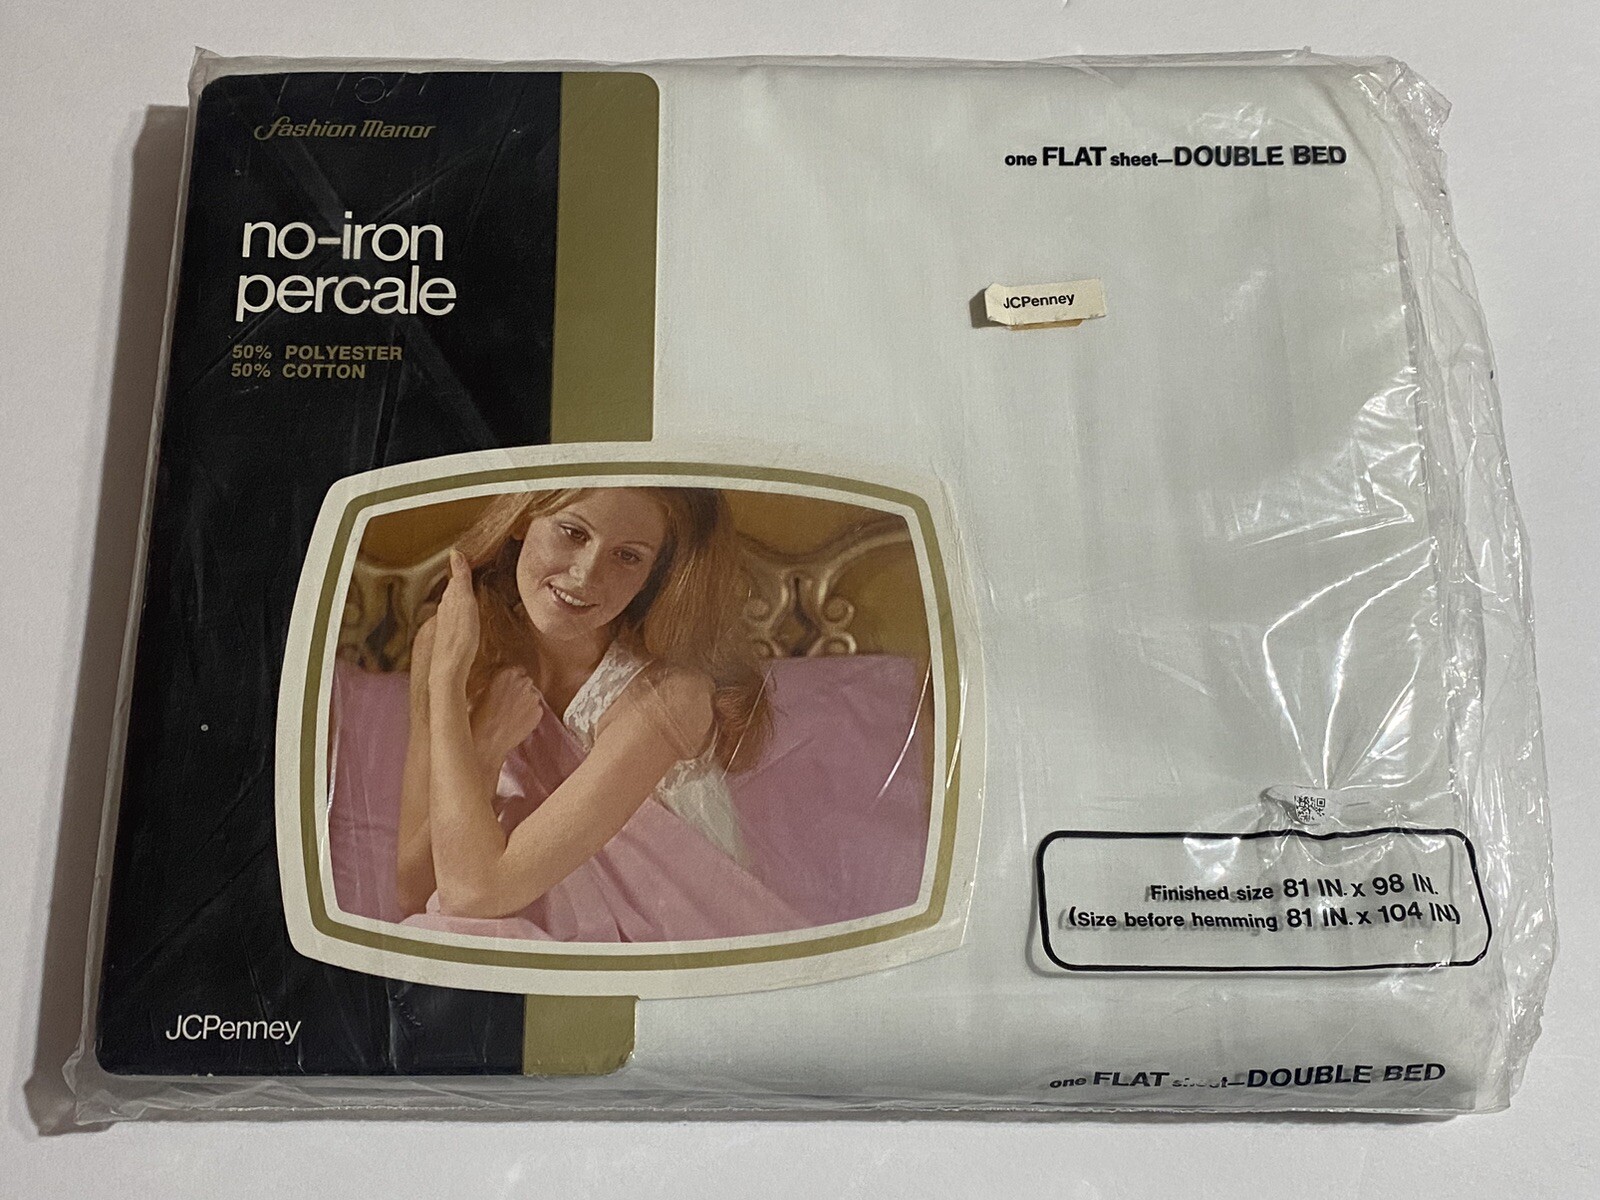 fashion Manor
no-iron
percale
50% POLYESTER
50% COTTON
JCPenney
one FLAT sheet—DOUBLE BED
JCPenney
Finished size 81 IN. x 98 IN.
(Size before hemming 81 IN. x 104 IN)
one FLAT sheet—DOUBLE BED